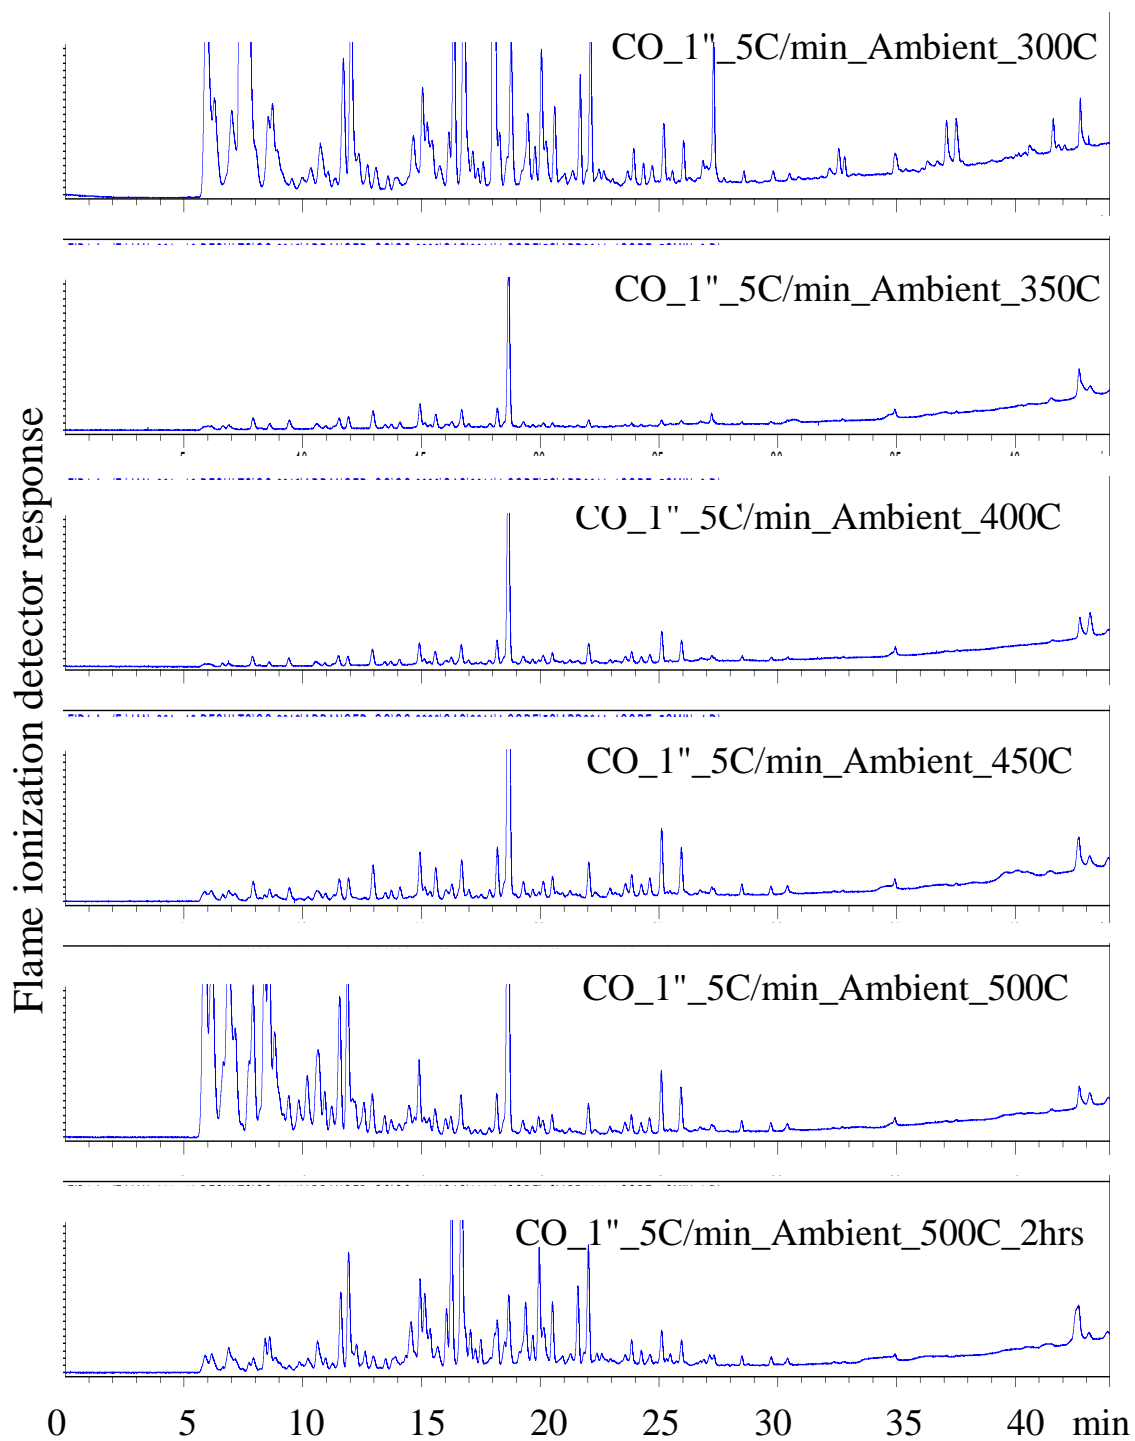 CO_1"_5C/min_Ambient_300C
CO_1"_5C/min_Ambient_350C
CO_1"_5C/min_Ambient_400C
CO_1"_5C/min_Ambient_450C
CO_1"_5C/min_Ambient_500C
CO_1"_5C/min_Ambient_500C_2hrs
Flame ionization detector response
0 5 10 15 20 25 30 35 40 min